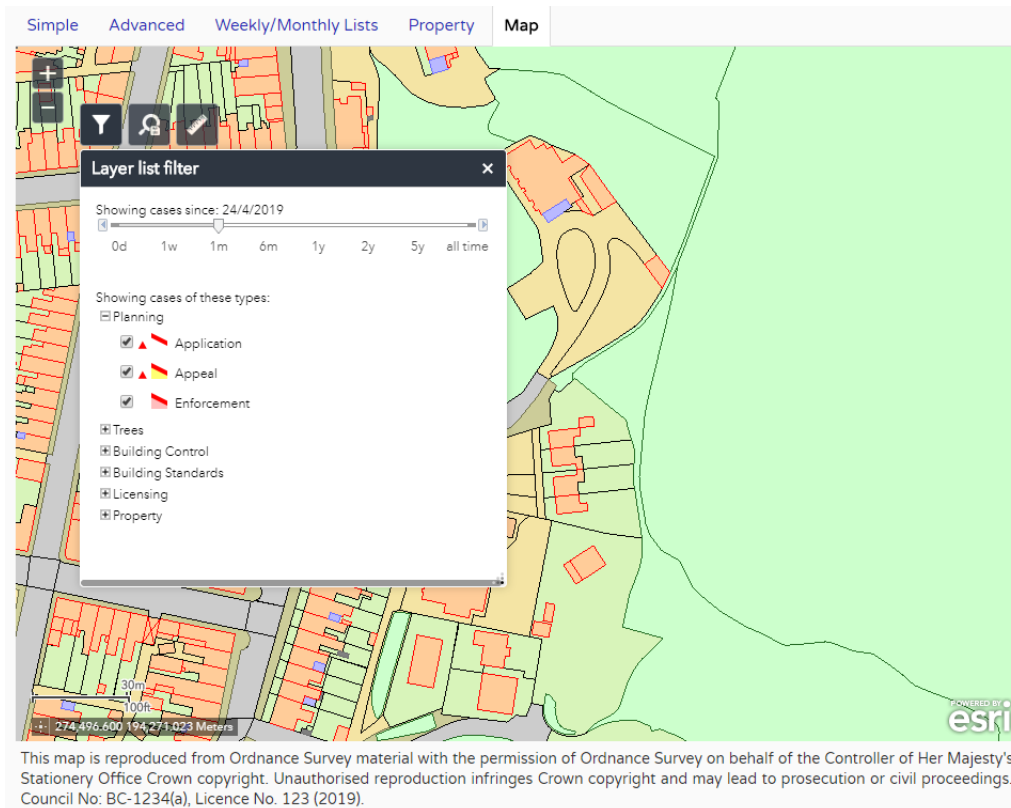 Simple Advanced Weekly/Monthly Lists Property Map
+
−
Layer list filter ×
Showing cases since: 24/4/2019
0d 1w 1m 6m 1y 2y 5y all time
Showing cases of these types:
Planning
Application
Appeal
Enforcement
Trees
Building Control
Building Standards
Licensing
Property
30m
100ft
274,496.600 194,271.023 Meters
POWERED BY
esri
This map is reproduced from Ordnance Survey material with the permission of Ordnance Survey on behalf of the Controller of Her Majesty's
Stationery Office Crown copyright. Unauthorised reproduction infringes Crown copyright and may lead to prosecution or civil proceedings.
Council No: BC-1234(a), Licence No. 123 (2019).